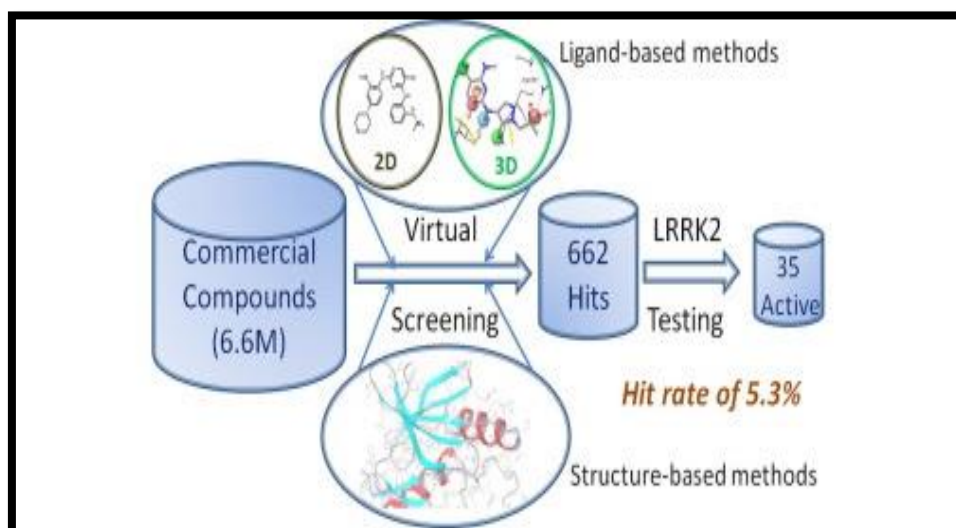 Ligand-based methods
2D
3D
Commercial
Compounds
(6.6M)
Virtual
Screening
662
Hits
LRRK2
Testing
35
Active
Hit rate of 5.3%
Structure-based methods